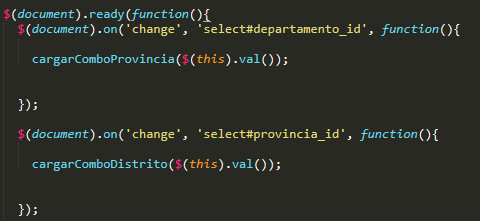 $(document).ready(function(){
$(document).on('change', 'select#departamento_id', function(){
cargarComboProvincia($(this).val());
});
$(document).on('change', 'select#provincia_id', function(){
cargarComboDistrito($(this).val());
});